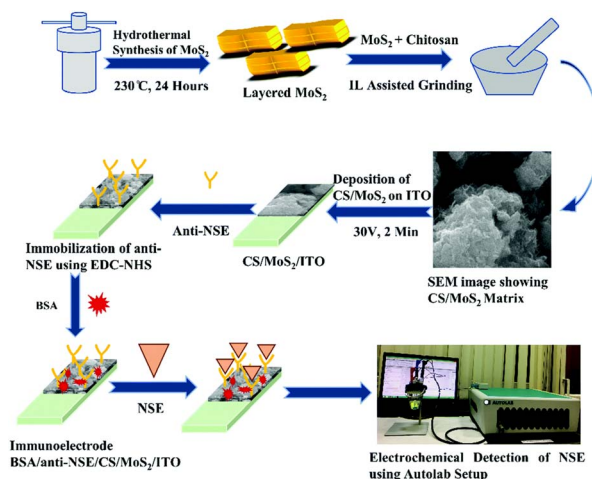 Hydrothermal
Synthesis of MoS₂
230°C, 24 Hours
Layered MoS₂
MoS₂ + Chitosan
IL Assisted Grinding
Deposition of
CS/MoS₂ on ITO
30V, 2 Min
SEM image showing
CS/MoS₂ Matrix
CS/MoS₂/ITO
Anti-NSE
Immobilization of anti-
NSE using EDC-NHS
BSA
Immunoelectrode
BSA/anti-NSE/CS/MoS₂/ITO
NSE
AUTOLAB
Electrochemical Detection of NSE
using Autolab Setup